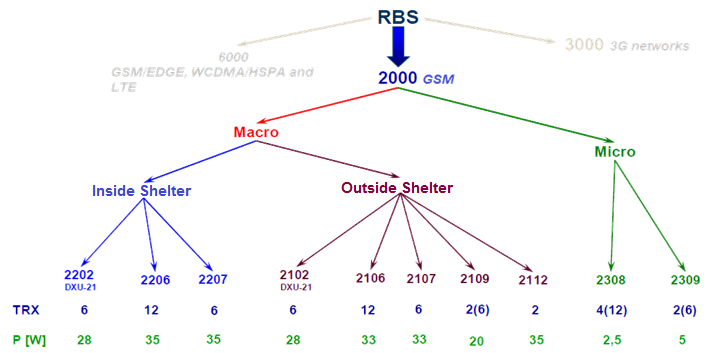 RBS
6000
GSM/EDGE, WCDMA/HSPA and
LTE
3000 3G networks
2000 GSM
Macro
Micro
Inside Shelter
Outside Shelter
2202 2206 2207 2102 2106 2107 2109 2112 2308 2309
DXU-21 DXU-21
TRX 6 12 6 6 12 6 2(6) 2 4(12) 2(6)
P [W] 28 35 35 28 33 33 20 35 2,5 5